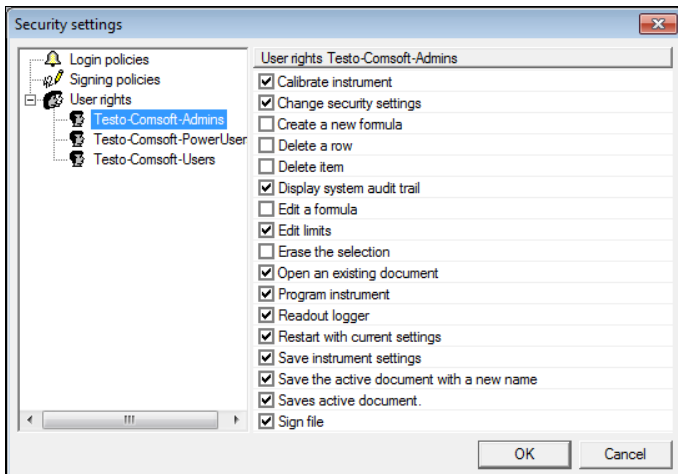 Security settings
Login policies
Signing policies
User rights
Testo-Comsoft-Admins
Testo-Comsoft-PowerUser
Testo-Comsoft-Users
User rights Testo-Comsoft-Admins
Calibrate instrument
Change security settings
Create a new formula
Delete a row
Delete item
Display system audit trail
Edit a formula
Edit limits
Erase the selection
Open an existing document
Program instrument
Readout logger
Restart with current settings
Save instrument settings
Save the active document with a new name
Saves active document.
Sign file
OK
Cancel